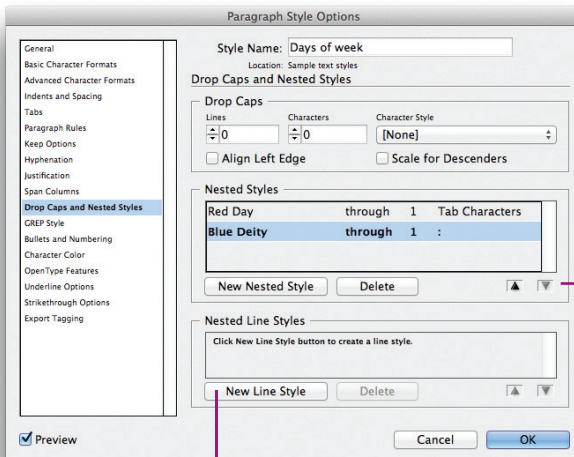 Paragraph Style Options
General
Basic Character Formats
Advanced Character Formats
Indents and Spacing
Tabs
Paragraph Rules
Keep Options
Hyphenation
Justification
Span Columns
Drop Caps and Nested Styles
GREP Style
Bullets and Numbering
Character Color
OpenType Features
Underline Options
Strikethrough Options
Export Tagging
Style Name: Days of week
Location: Sample text styles
Drop Caps and Nested Styles
Drop Caps
Lines Characters Character Style
0 0 [None]
Align Left Edge Scale for Descenders
Nested Styles
Red Day through 1 Tab Characters
Blue Deity through 1 :
New Nested Style Delete
Nested Line Styles
Click New Line Style button to create a line style.
New Line Style Delete
Preview Cancel OK